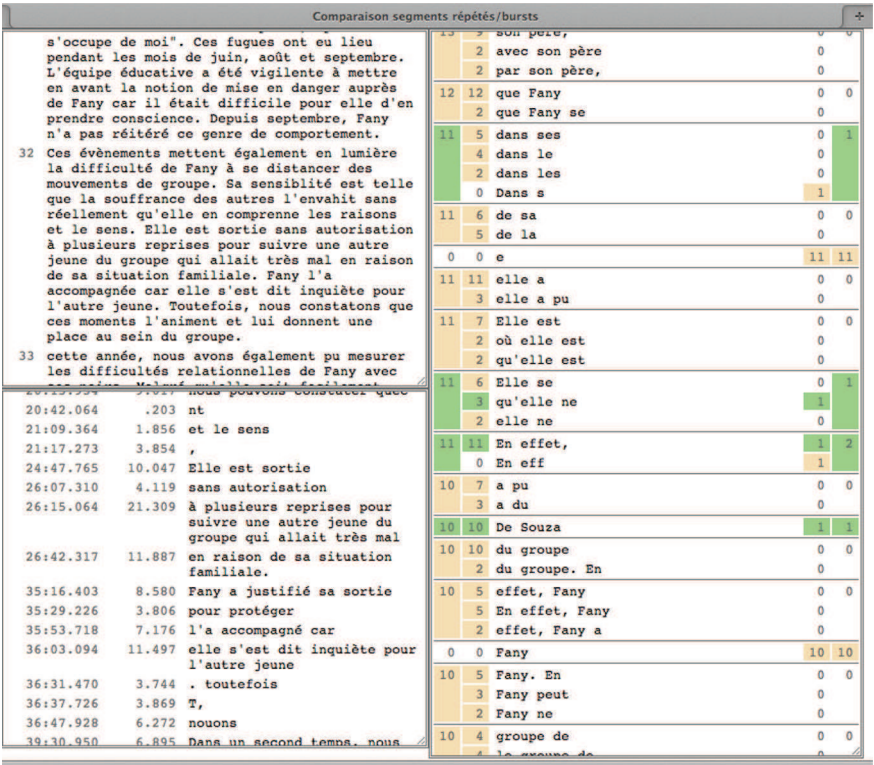 Comparaison segments répétés/bursts
s'occupe de moi". Ces fugues ont eu lieu
pendant les mois de juin, août et septembre.
L'équipe éducative a été vigilente à mettre
en avant la notion de mise en danger auprès
de Fany car il était difficile pour elle d'en
prendre conscience. Depuis septembre, Fany
n'a pas réitéré ce genre de comportement.
32 Ces évènements mettent également en lumière
la difficulté de Fany à se distancer des
mouvements de groupe. Sa sensiblité est telle
que la souffrance des autres l'envahit sans
réellement qu'elle en comprenne les raisons
et le sens. Elle est sortie sans autorisation
à plusieurs reprises pour suivre une autre
jeune du groupe qui allait très mal en raison
de sa situation familiale. Fany l'a
accompagnée car elle s'est dit inquiète pour
l'autre jeune. Toutefois, nous constatons que
ces moments l'animent et lui donnent une
place au sein du groupe.
33 cette année, nous avons également pu mesurer
les difficultés relationnelles de Fany avec
20:42.064 .203 nt
21:09.364 1.856 et le sens
21:17.273 3.854 ,
24:47.765 10.047 Elle est sortie
26:07.310 4.119 sans autorisation
26:15.064 21.309 à plusieurs reprises pour
suivre une autre jeune du
groupe qui allait très mal
26:42.317 11.887 en raison de sa situation
familiale.
35:16.403 8.580 Fany a justifié sa sortie
35:29.226 3.806 pour protéger
35:53.718 7.176 l'a accompagné car
36:03.094 11.497 elle s'est dit inquiète pour
l'autre jeune
36:31.470 3.744 . toutefois
36:37.726 3.869 T,
36:47.928 6.272 nouons
39:30.950 6.895 Dans un second temps, nous
13 9 son père, 0 0
2 avec son père 0
2 par son père, 0
12 12 que Fany 0 0
2 que Fany se 0
11 5 dans ses 0 1
4 dans le 0
2 dans les 0
0 Dans s 1
11 6 de sa 0 0
5 de la 0
0 0 e 11 11
11 11 elle a 0 0
3 elle a pu 0
11 7 Elle est 0 0
2 où elle est 0
2 qu'elle est 0
11 6 Elle se 0 1
3 qu'elle ne 1
2 elle ne 0
11 11 En effet, 1 2
0 En eff 1
10 7 a pu 0 0
3 a du 0
10 10 De Souza 1 1
10 10 du groupe 0 0
2 du groupe. En 0
10 5 effet, Fany 0 0
5 En effet, Fany 0
2 effet, Fany a 0
0 0 Fany 10 10
10 5 Fany. En 0 0
3 Fany peut 0
2 Fany ne 0
10 4 groupe de 0 0
4 le groupe de 0